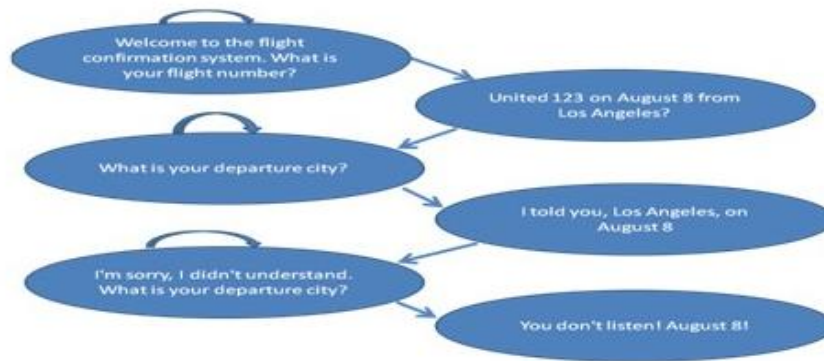 Welcome to the flight
confirmation system. What is
your flight number?
United 123 on August 8 from
Los Angeles?
What is your departure city?
I told you, Los Angeles, on
August 8
I'm sorry, I didn't understand.
What is your departure city?
You don't listen! August 8!